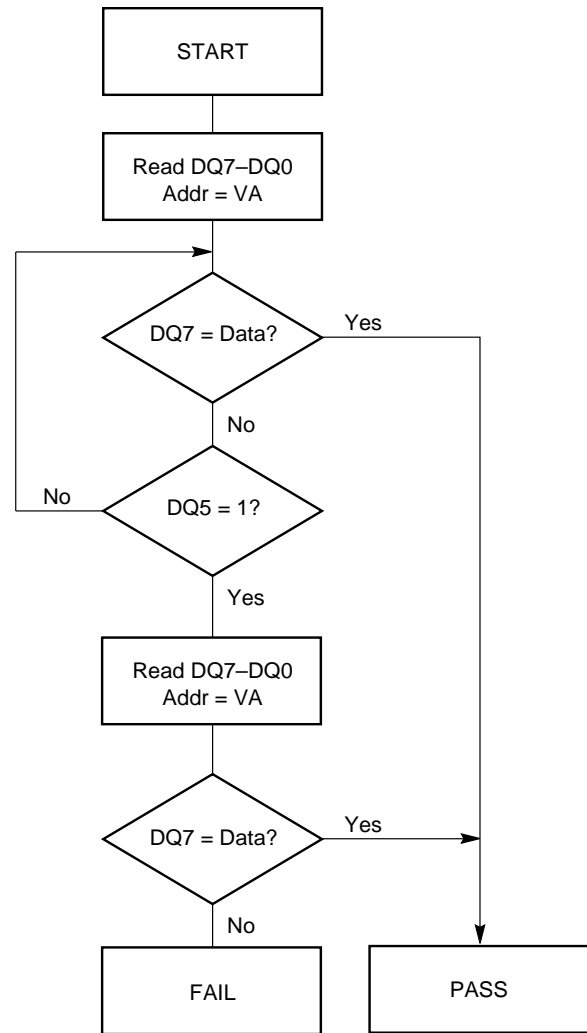 START
Read DQ7–DQ0
Addr = VA
DQ7 = Data?
Yes
No
No
DQ5 = 1?
Yes
Read DQ7–DQ0
Addr = VA
DQ7 = Data?
Yes
No
FAIL
PASS